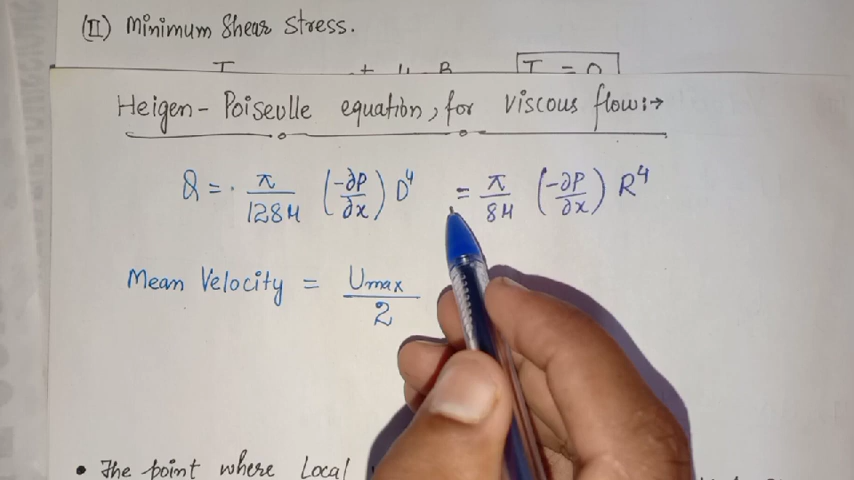 (II) Minimum Shear Stress.
Heigen - Poiseulle equation, for viscous flow:→
Q = π/128μ (-∂P/∂x) D⁴ = π/8μ (-∂P/∂x) R⁴
Mean Velocity = Umax/2
• The point where Local